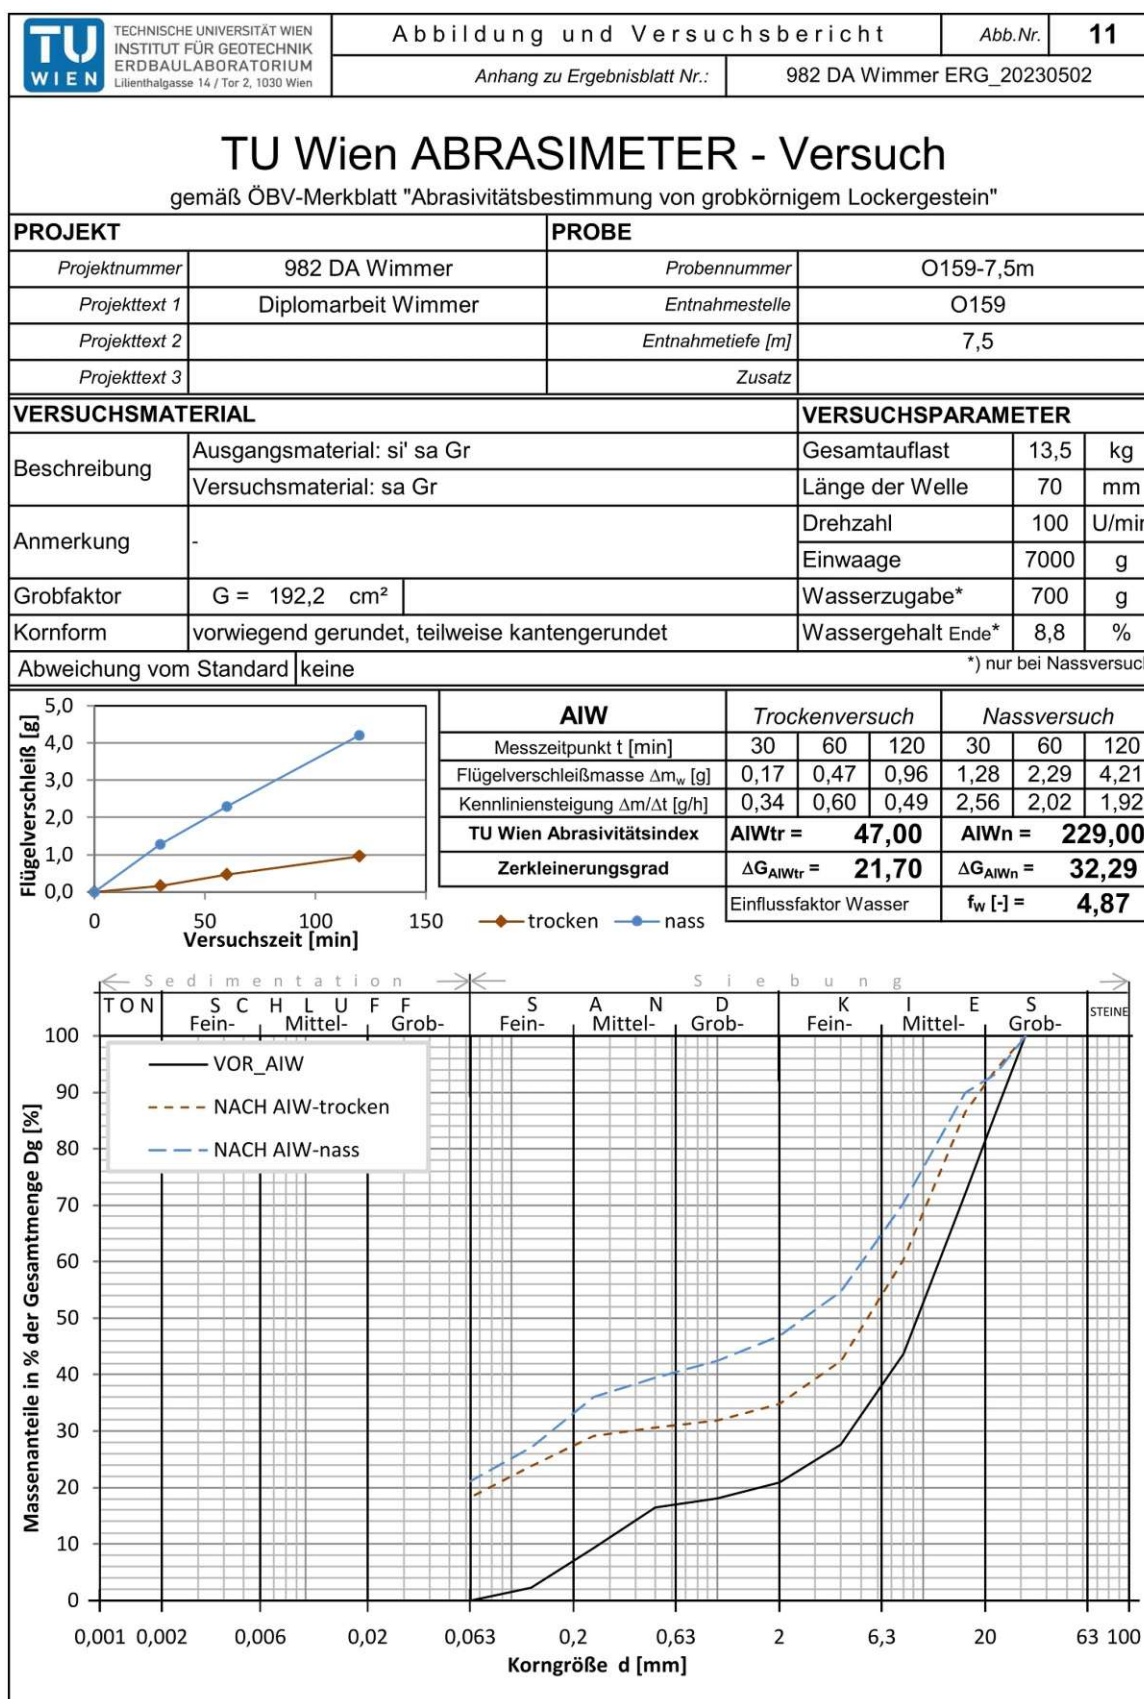 TU WIEN
TECHNISCHE UNIVERSITÄT WIEN
INSTITUT FÜR GEOTECHNIK
ERDBAULABORATORIUM
Lilienthalgasse 14 / Tor 2, 1030 Wien
Abbildung und Versuchsbericht Abb.Nr. 11
Anhang zu Ergebnisblatt Nr.: 982 DA Wimmer ERG_20230502
TU Wien ABRASIMETER - Versuch
gemäß ÖBV-Merkblatt "Abrasivitätsbestimmung von grobkörnigem Lockergestein"
PROJEKT PROBE
Projektnummer 982 DA Wimmer Probennummer O159-7,5m
Projekttext 1 Diplomarbeit Wimmer Entnahmestelle O159
Projekttext 2 Entnahmetiefe [m] 7,5
Projekttext 3 Zusatz
VERSUCHSMATERIAL VERSUCHSPARAMETER
Beschreibung Ausgangsmaterial: si' sa Gr Gesamtauflast 13,5 kg
Versuchsmaterial: sa Gr Länge der Welle 70 mm
Anmerkung - Drehzahl 100 U/min
Einwaage 7000 g
Grobfaktor G = 192,2 cm² Wasserzugabe* 700 g
Kornform vorwiegend gerundet, teilweise kantengerundet Wassergehalt Ende* 8,8 %
Abweichung vom Standard keine *) nur bei Nassversuch
Flügelverschleiß [g]
5,0
4,0
3,0
2,0
1,0
0,0
0 50 100 150
Versuchszeit [min]
trocken nass
AIW Trockenversuch Nassversuch
Messzeitpunkt t [min] 30 60 120 30 60 120
Flügelverschleißmasse Δmw [g] 0,17 0,47 0,96 1,28 2,29 4,21
Kennliniensteigung Δm/Δt [g/h] 0,34 0,60 0,49 2,56 2,02 1,92
TU Wien Abrasivitätsindex AIWtr = 47,00 AIWn = 229,00
Zerkleinerungsgrad ΔGAIWtr = 21,70 ΔGAIWn = 32,29
Einflussfaktor Wasser fW [-] = 4,87
Sedimentation Siebung
TON SCHLUFF SAND KIES STEINE
Fein- Mittel- Grob- Fein- Mittel- Grob- Fein- Mittel- Grob-
VOR_AIW
NACH AIW-trocken
NACH AIW-nass
Massenanteile in % der Gesamtmenge Dg [%]
100
90
80
70
60
50
40
30
20
10
0
0,001 0,002 0,006 0,02 0,063 0,2 0,63 2 6,3 20 63 100
Korngröße d [mm]